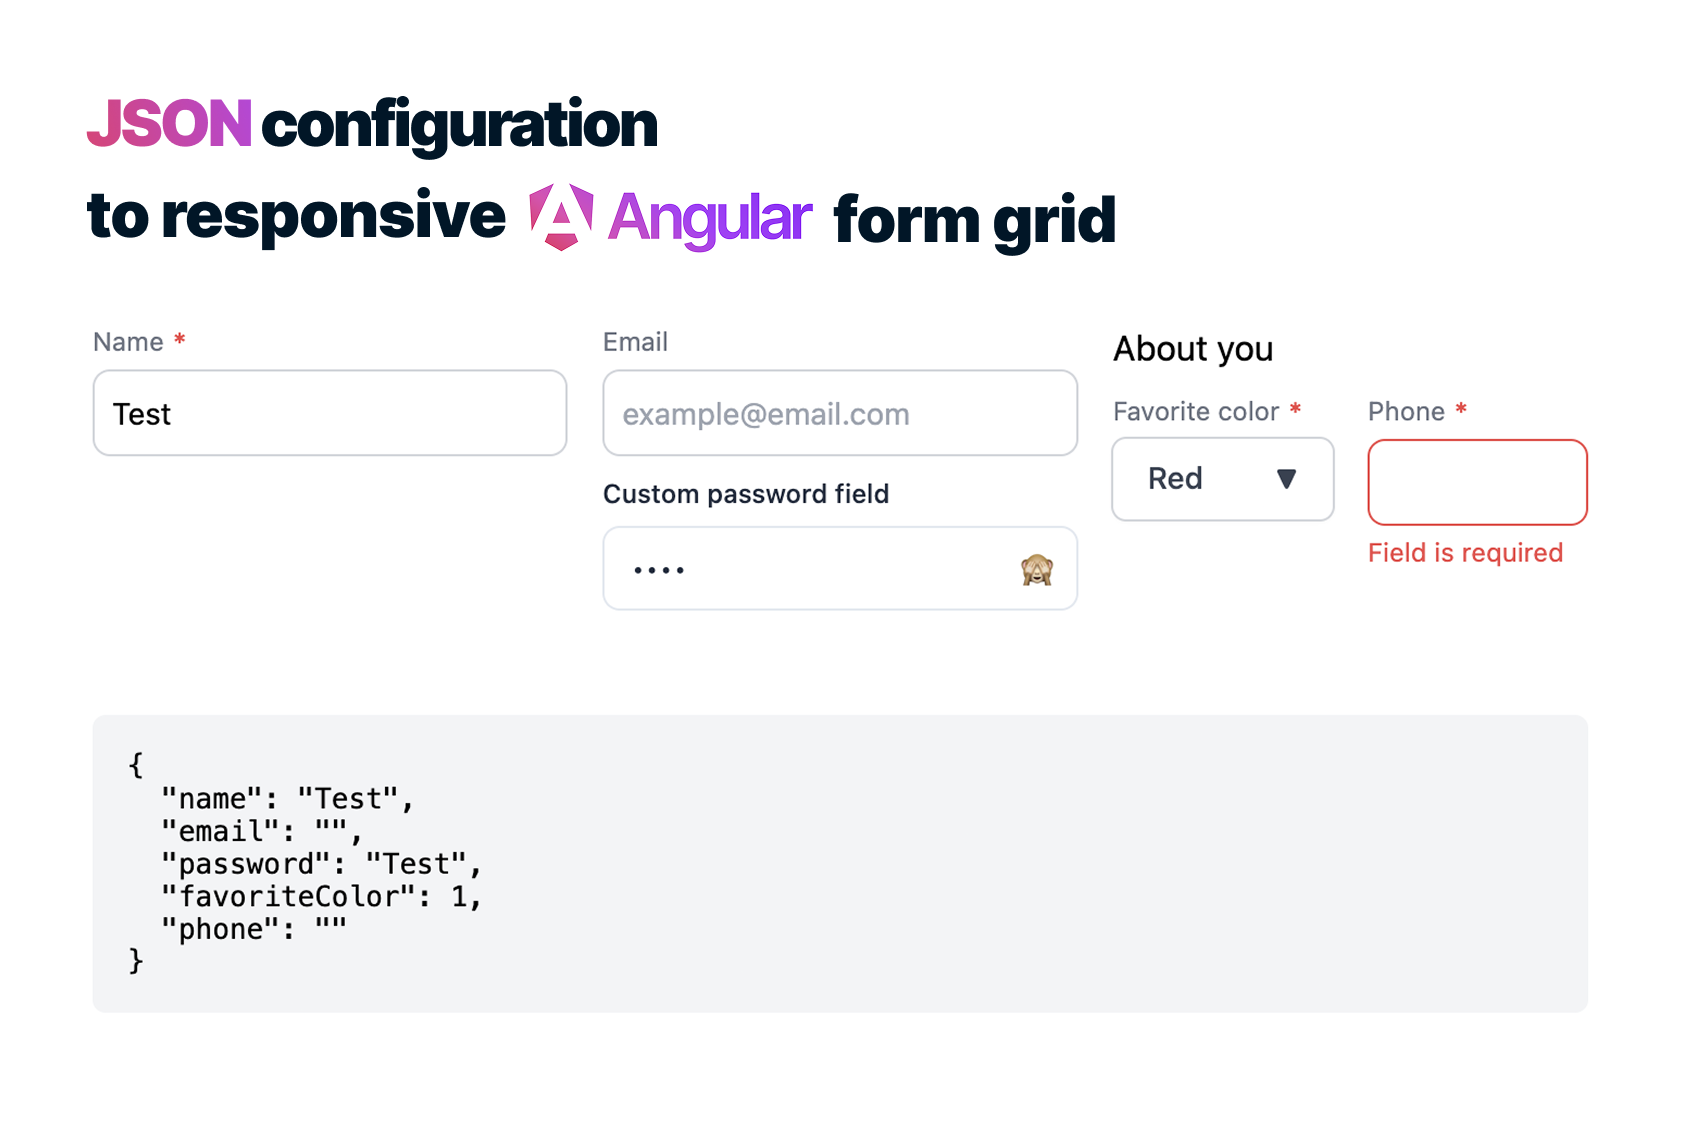 JSON configuration
to responsive Angular form grid
Name *
Test
Email
example@email.com
Custom password field
••••
About you
Favorite color *
Red
Phone *
Field is required
{
  "name": "Test",
  "email": "",
  "password": "Test",
  "favoriteColor": 1,
  "phone": ""
}